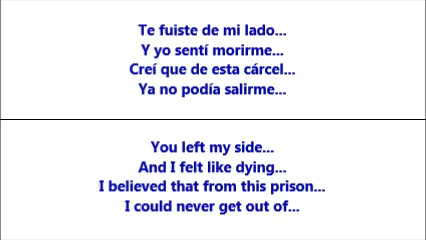 Te fuiste de mi lado...
Y yo sentí morirme...
Creí que de esta cárcel...
Ya no podía salirme...
You left my side...
And I felt like dying...
I believed that from this prison...
I could never get out of...